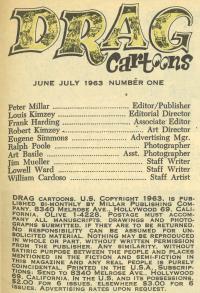 DRAG
Cartoons
JUNE JULY 1963 NUMBER ONE
Peter Millar Editor/Publisher
Louis Kimzey Editorial Director
Frank Harding Associate Editor
Robert Kimzey Art Director
Eugene Simmons Advertising Mgr.
Ralph Poole Photographer
Art Basile Asst. Photographer
Jim Mueller Staff Writer
Lowell Ward Staff Writer
William Cardoso Staff Artist
DRAG CARTOONS, U.S. COPYRIGHT 1963, IS PUB-
LISHED BI-MONTHLY BY MILLAR PUBLISHING COM-
PANY, 8340 MELROSE AVE., HOLLYWOOD 69, CALI-
FORNIA, OLIVE 1-4228. POSTAGE MUST ACCOM-
PANY ALL MANUSCRIPTS, DRAWINGS AND PHOTO-
GRAPHS SUBMITTED, IF THEY ARE TO BE RETURNED.
NO RESPONSIBILITY CAN BE ASSUMED FOR UN-
SOLICITED MATERIAL. NOTHING MAY BE REPRINTED
IN WHOLE OR PART, WITHOUT WRITTEN PERMISSION
FROM THE PUBLISHER. ANY SIMILARITY, WITHOUT
SATIRIC PURPOSE, BETWEEN THE PEOPLE AND PLACES
MENTIONED IN THE FICTION AND SEMI-FICTION IN
THIS MAGAZINE AND ANY REAL PEOPLE IS PURELY
COINCIDENTAL. PRINTED IN THE U.S.A., SUBSCRIP-
TIONS: SEND TO 8340 MELROSE AVE., HOLLYWOOD
69, CALIFORNIA, IN THE U.S. AND ITS POSSESSIONS
$2.00 FOR 6 ISSUES. ELSEWHERE $3.00 FOR 6
ISSUES. ADVERTISING RATES UPON REQUEST.